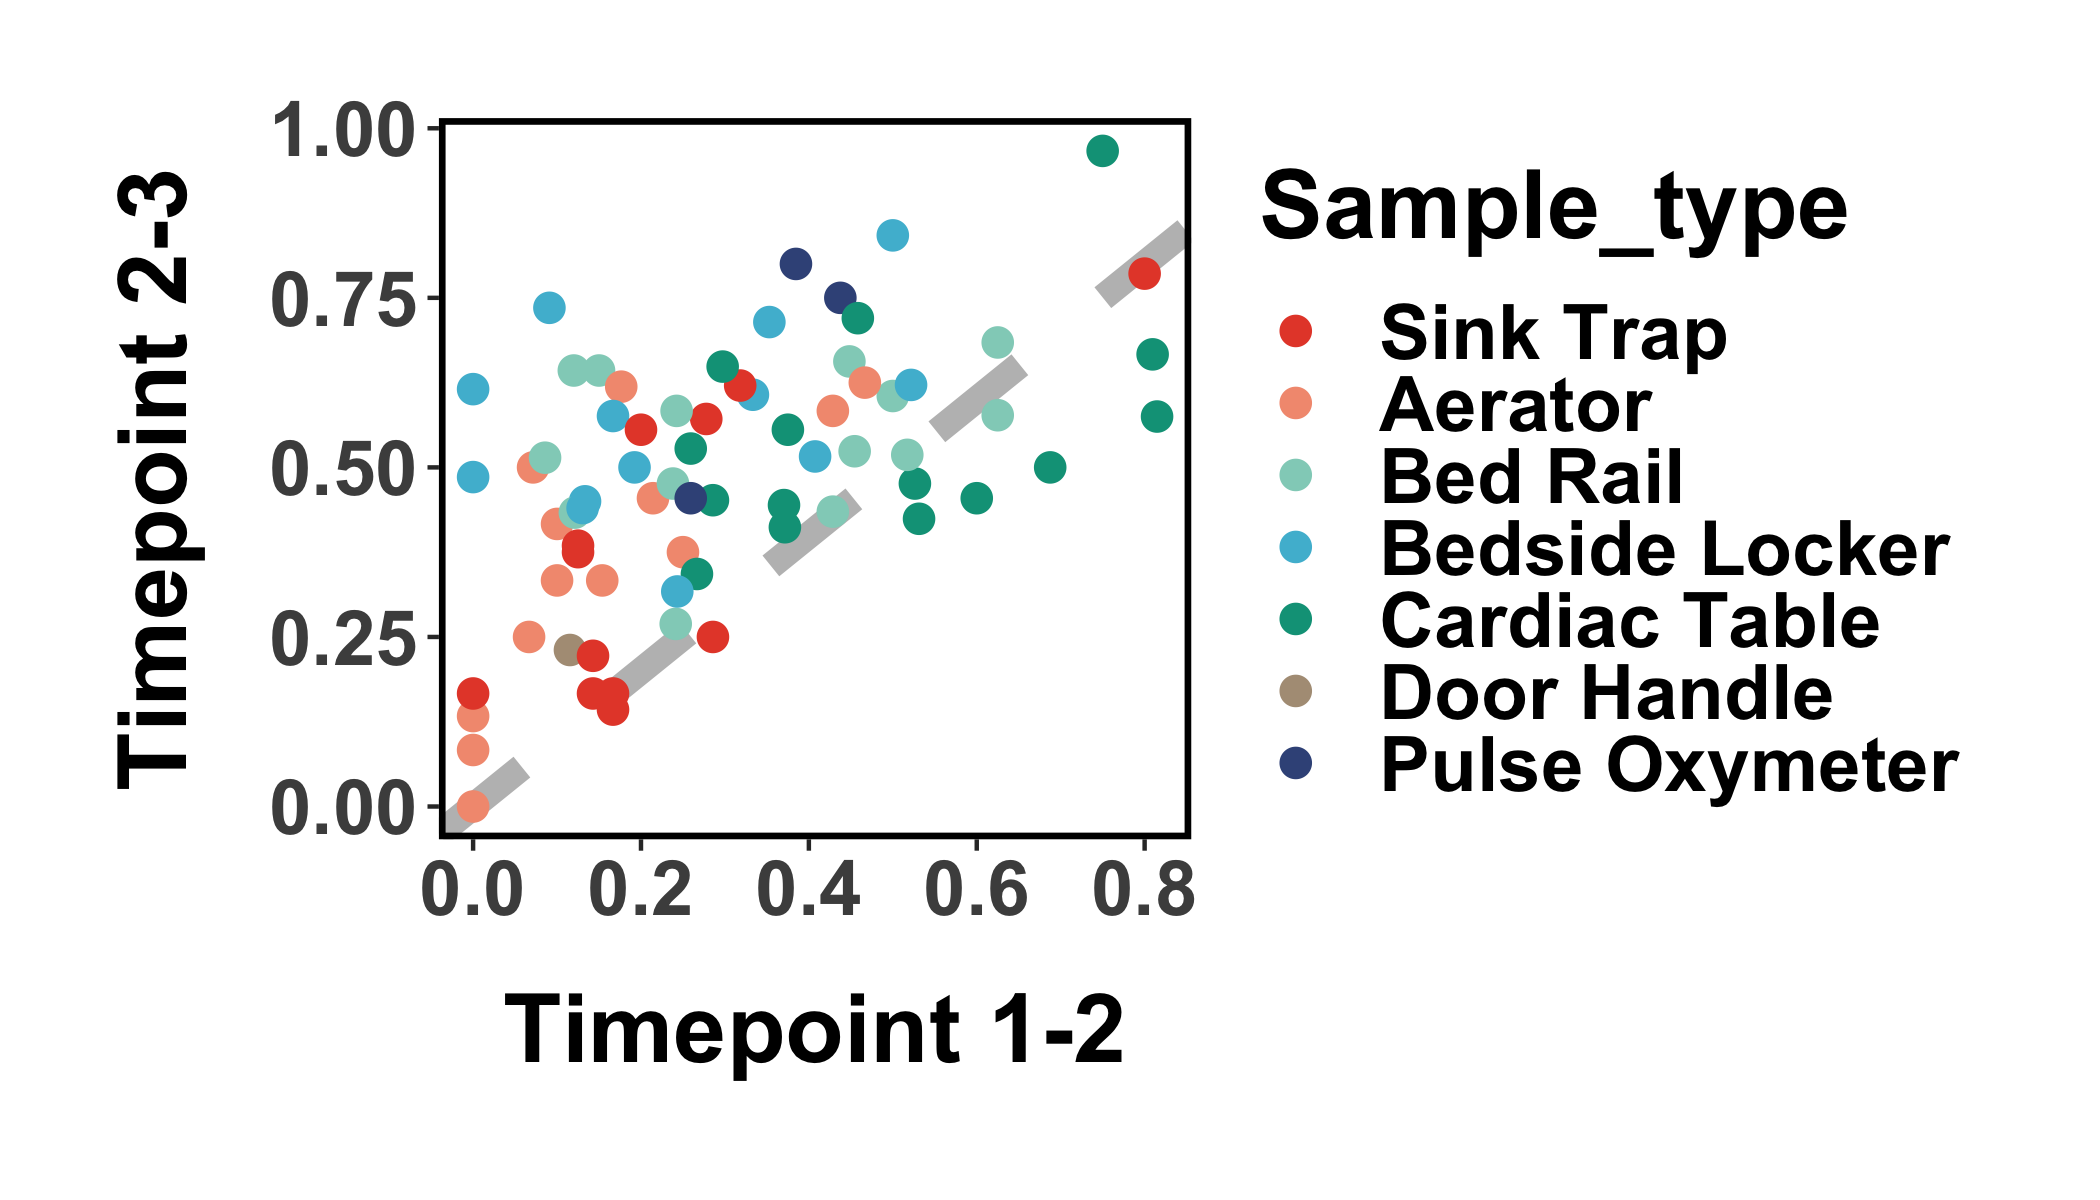 Timepoint 2-3
1.00
0.75
0.50
0.25
0.00
0.0 0.2 0.4 0.6 0.8
Timepoint 1-2
Sample_type
Sink Trap
Aerator
Bed Rail
Bedside Locker
Cardiac Table
Door Handle
Pulse Oxymeter